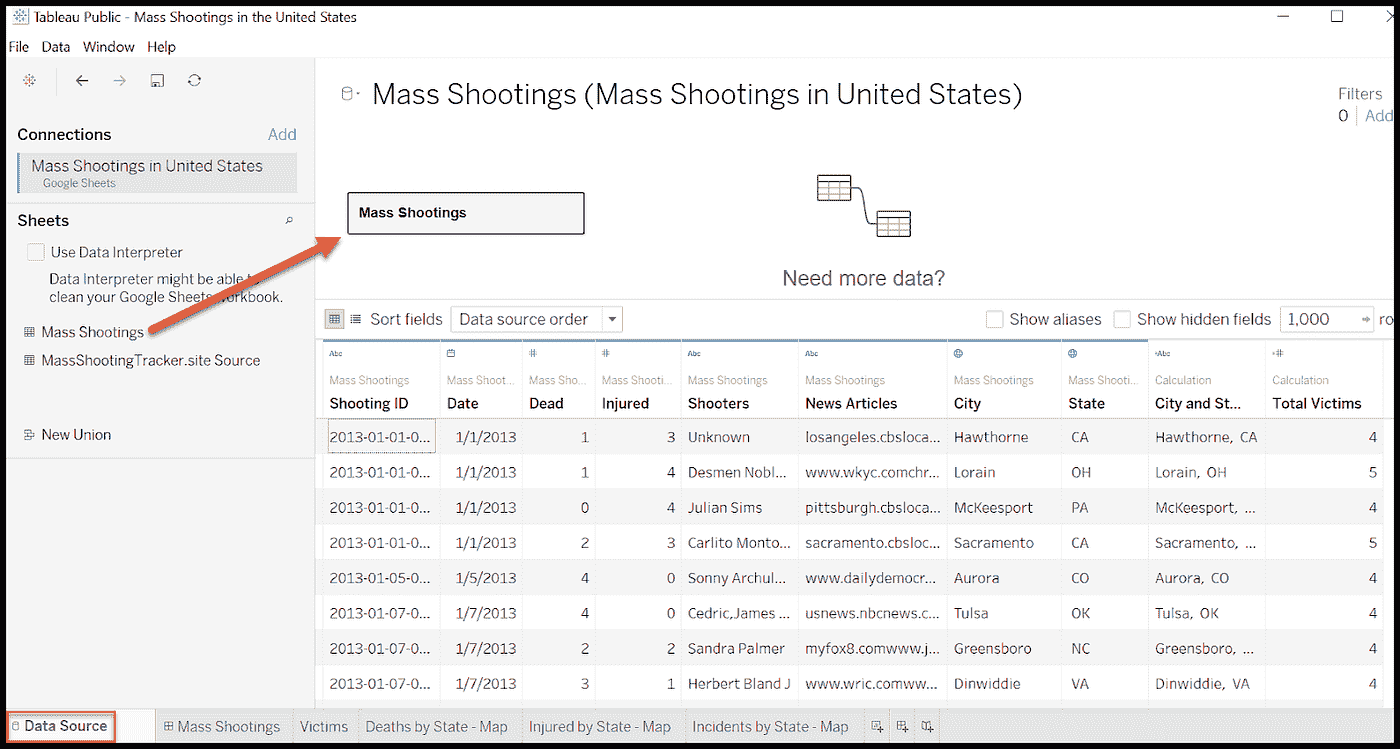 Tableau Public - Mass Shootings in the United States
File Data Window Help
Connections Add
Mass Shootings in United States
Google Sheets
Sheets
Use Data Interpreter
Data Interpreter might be able to
clean your Google Sheets workbook.
Mass Shootings
MassShootingTracker.site Source
New Union
Mass Shootings (Mass Shootings in United States)
Filters
0 Add
Mass Shootings
Need more data?
Sort fields Data source order Show aliases Show hidden fields 1,000 ro
Abc # # Abc Abc =Abc =#
Mass Shootings Mass Shoot... Mass Sho... Mass Shooti... Mass Shootings Mass Shootings Mass Shootings Mass Shooti... Calculation Calculation
Shooting ID Date Dead Injured Shooters News Articles City State City and St... Total Victims
2013-01-01-0... 1/1/2013 1 3 Unknown losangeles.cbsloca... Hawthorne CA Hawthorne, CA 4
2013-01-01-0... 1/1/2013 1 4 Desmen Nobl... www.wkyc.comchr... Lorain OH Lorain, OH 5
2013-01-01-0... 1/1/2013 0 4 Julian Sims pittsburgh.cbsloca... McKeesport PA McKeesport, ... 4
2013-01-01-0... 1/1/2013 2 3 Carlito Monto... sacramento.cbsloc... Sacramento CA Sacramento, ... 5
2013-01-05-0... 1/5/2013 4 0 Sonny Archul... www.dailydemocr... Aurora CO Aurora, CO 4
2013-01-07-0... 1/7/2013 4 0 Cedric,James ... usnews.nbcnews.c... Tulsa OK Tulsa, OK 4
2013-01-07-0... 1/7/2013 2 2 Sandra Palmer myfox8.comwww.j... Greensboro NC Greensboro, ... 4
2013-01-07-0... 1/7/2013 3 1 Herbert Bland J www.wric.comww... Dinwiddie VA Dinwiddie, VA 4
Data Source Mass Shootings Victims Deaths by State - Map Injured by State - Map Incidents by State - Map